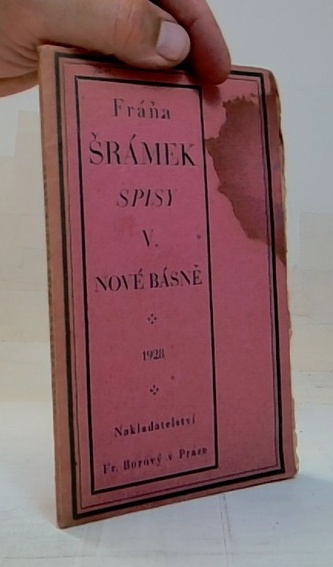 Fráňa
ŠRÁMEK
SPISY
V.
NOVÉ BÁSNĚ
1928
Nakladatelství
Fr. Borový v Praze